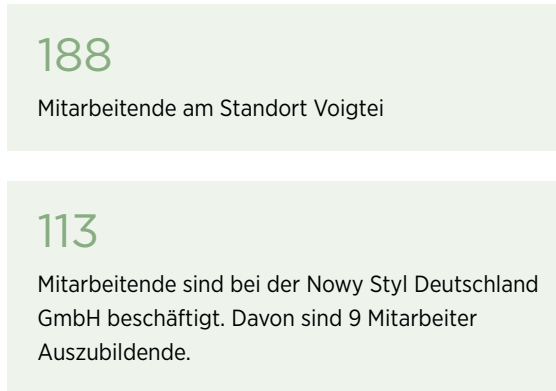 188
Mitarbeitende am Standort Voigtei
113
Mitarbeitende sind bei der Nowy Styl Deutschland
GmbH beschäftigt. Davon sind 9 Mitarbeiter
Auszubildende.